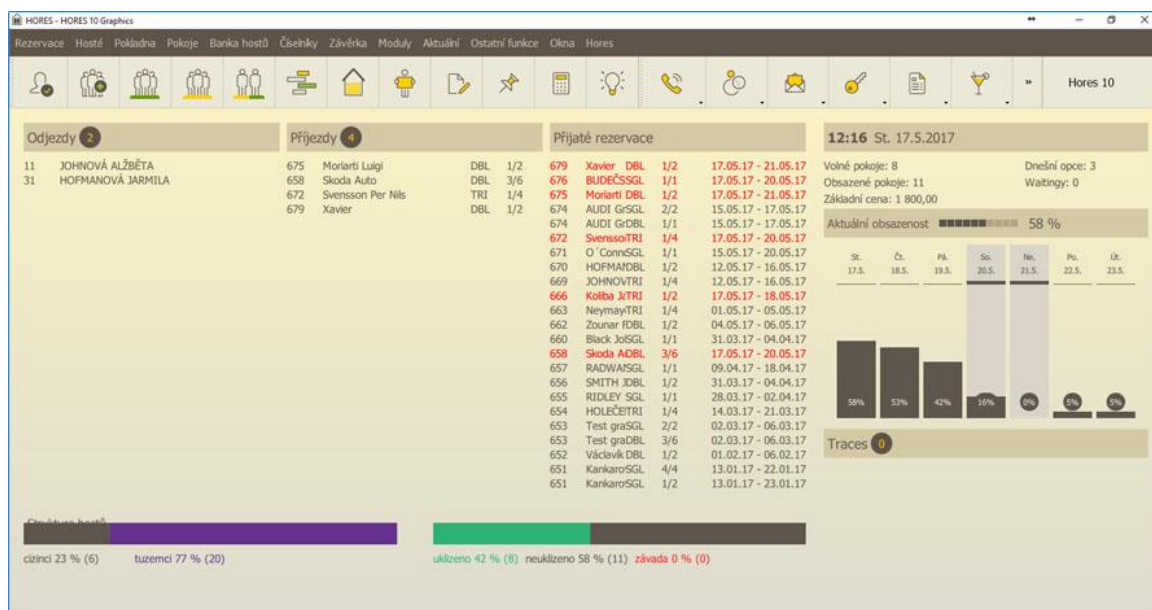 HORES - HORES 10 Graphics
Rezervace Hosté Pokladna Pokoje Banka hostů Číselníky Závěrka Moduly Aktuální Ostatní funkce Okna Hores
» Hores 10
Odjezdy 2
11 JOHNOVÁ ALŽBĚTA
31 HOFMANOVÁ JARMILA
Příjezdy 4
675 Moriarti Luigi DBL 1/2
658 Skoda Auto DBL 3/6
672 Svensson Per Nils TRI 1/4
679 Xavier DBL 1/2
Přijaté rezervace
679 Xavier DBL 1/2 17.05.17 - 21.05.17
676 BUDEČSSGL 1/1 17.05.17 - 20.05.17
675 Moriarti DBL 1/2 17.05.17 - 21.05.17
674 AUDI GrSGL 2/2 15.05.17 - 17.05.17
674 AUDI GrDBL 1/1 15.05.17 - 17.05.17
672 SvenssoTRI 1/4 17.05.17 - 20.05.17
671 O´ConnSGL 1/1 15.05.17 - 20.05.17
670 HOFMADBL 1/2 12.05.17 - 16.05.17
669 JOHNOVTRI 1/4 12.05.17 - 16.05.17
666 Koliba JaTRI 1/2 17.05.17 - 18.05.17
663 NeymayTRI 1/4 01.05.17 - 05.05.17
662 Zounar DBL 1/2 04.05.17 - 06.05.17
660 Black JoSGL 1/1 31.03.17 - 04.04.17
658 Skoda ADBL 3/6 17.05.17 - 20.05.17
657 RADWASGL 1/1 09.04.17 - 18.04.17
656 SMITH JDBL 1/2 31.03.17 - 04.04.17
655 RIDLEY SGL 1/1 28.03.17 - 02.04.17
654 HOLEČETRI 1/4 14.03.17 - 21.03.17
653 Test graSGL 2/2 02.03.17 - 06.03.17
653 Test graDBL 3/6 02.03.17 - 06.03.17
652 Václavík DBL 1/2 01.02.17 - 06.02.17
651 KankaroSGL 4/4 13.01.17 - 22.01.17
651 KankaroSGL 1/2 13.01.17 - 23.01.17
12:16 St. 17.5.2017
Volné pokoje: 8 Dnešní opce: 3
Obsazené pokoje: 11 Waitingy: 0
Základní cena: 1 800,00
Aktuální obsazenost 58 %
St. Čt. Pá. So. Ne. Po. Út.
17.5. 18.5. 19.5. 20.5. 21.5. 22.5. 23.5.
58% 53% 42% 16% 0% 5% 5%
Traces 0
Struktura hostů
cizinci 23 % (6) tuzemci 77 % (20)
uklizeno 42 % (8) neuklizeno 58 % (11) závada 0 % (0)